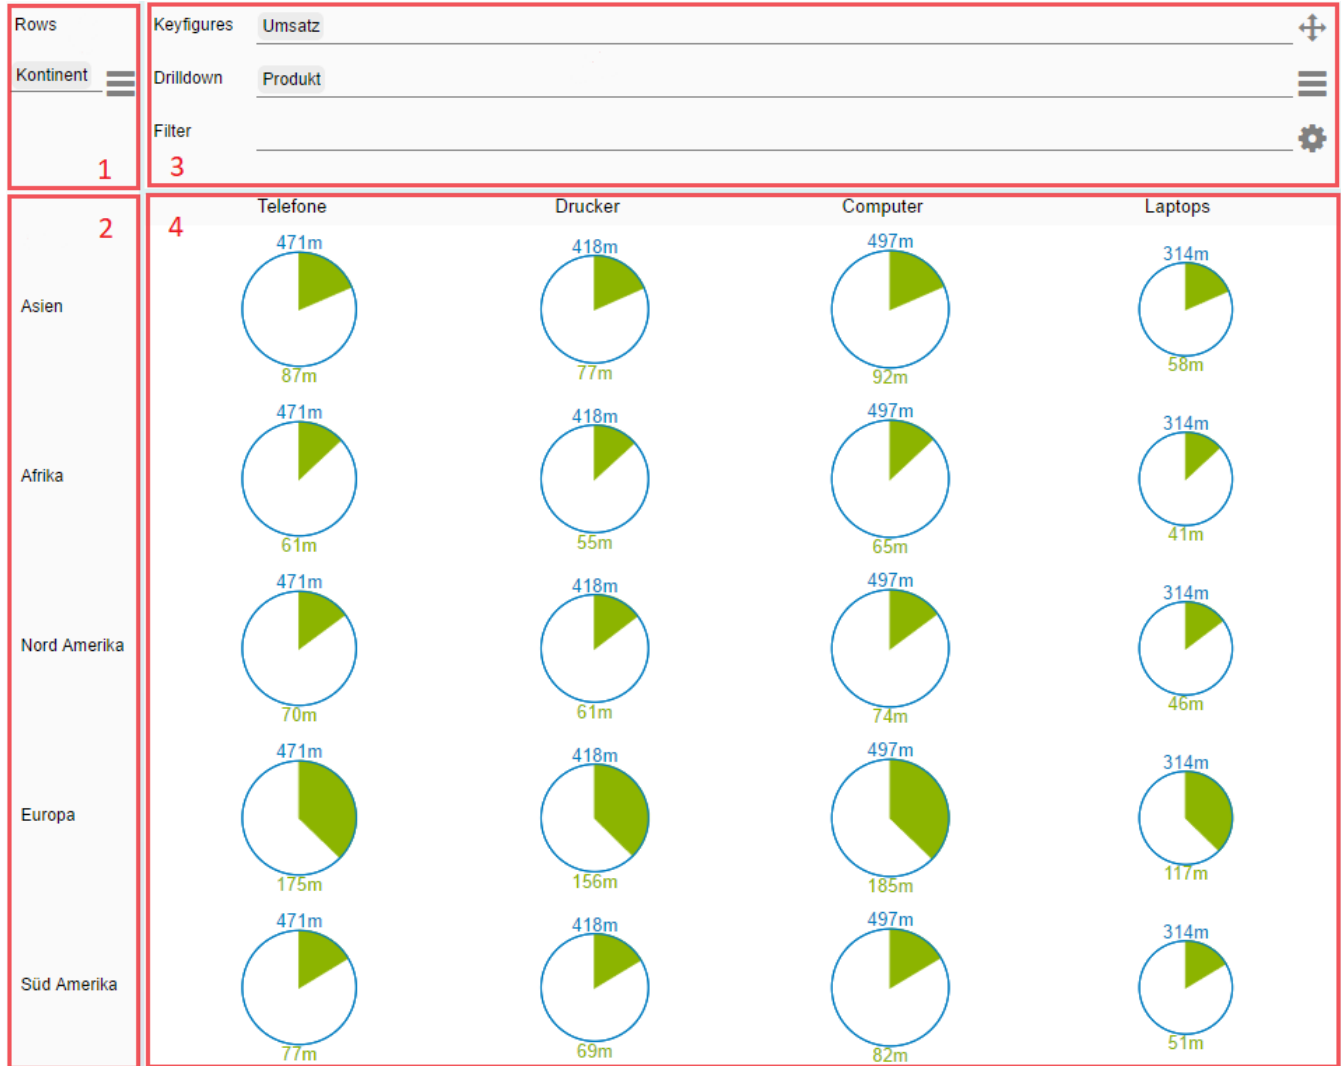 Rows
Kontinent
1
Keyfigures Umsatz
Drilldown Produkt
Filter
3
2
4
Telefone Drucker Computer Laptops
471m 418m 497m 314m
Asien
87m 77m 92m 58m
471m 418m 497m 314m
Afrika
61m 55m 65m 41m
471m 418m 497m 314m
Nord Amerika
70m 61m 74m 46m
471m 418m 497m 314m
Europa
175m 156m 185m 117m
471m 418m 497m 314m
Süd Amerika
77m 69m 82m 51m